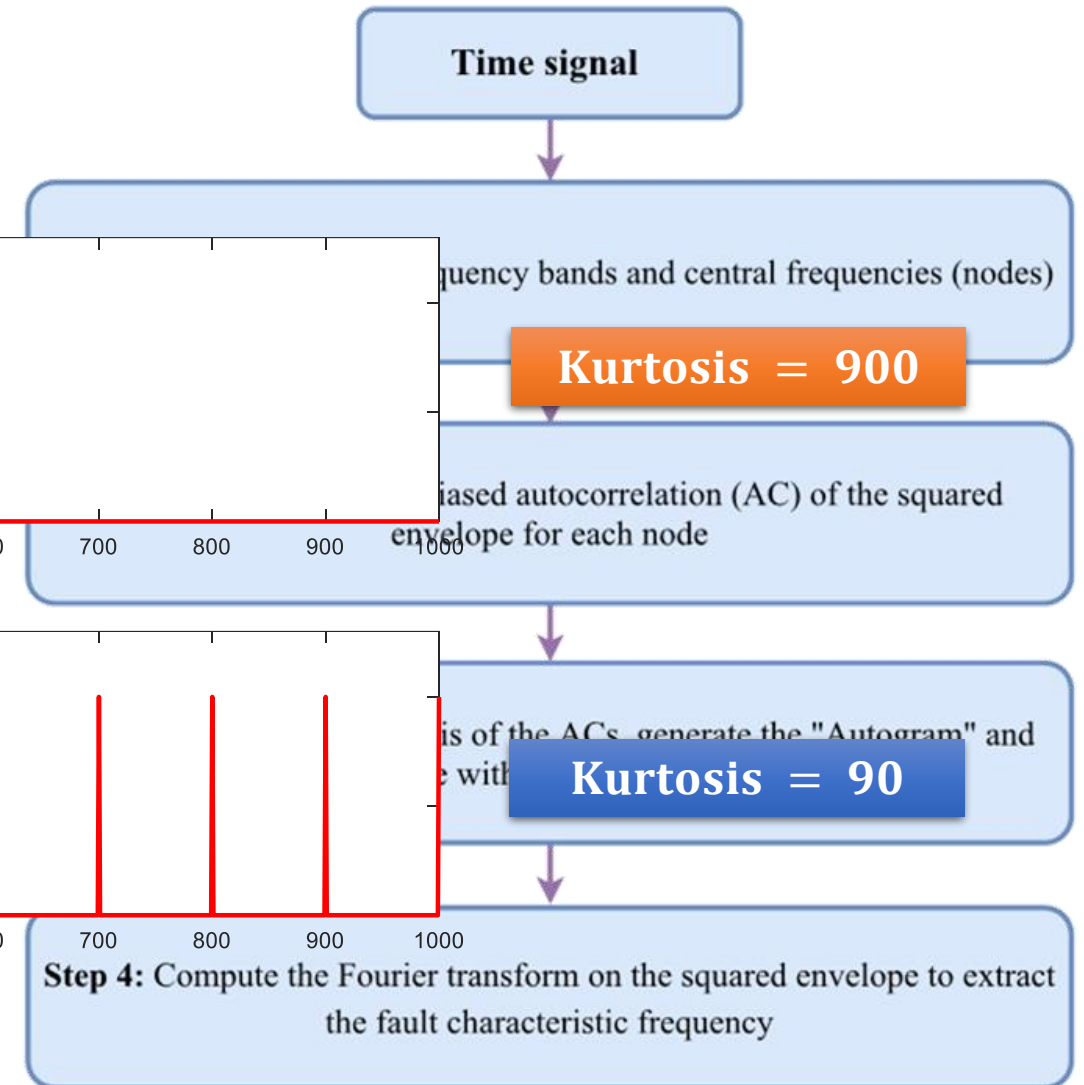 Time signal
quency bands and central frequencies (nodes)
Kurtosis = 900
iased autocorrelation (AC) of the squared
envelope for each node
700 800 900 1000
is of the ACs, generate the "Autogram" and
with
Kurtosis = 90
700 800 900 1000
Step 4: Compute the Fourier transform on the squared envelope to extract
the fault characteristic frequency